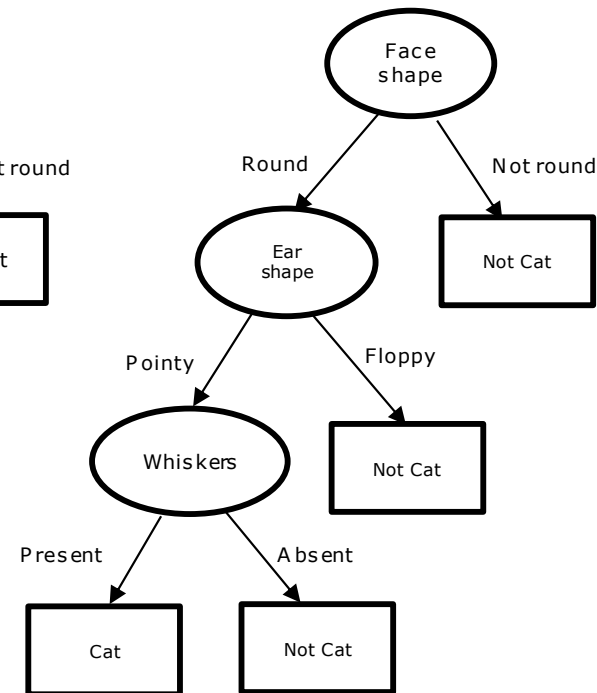 Face
shape
t round
Round
Not round
t
Ear
shape
Not Cat
Pointy
Floppy
Whiskers
Not Cat
Present
Absent
Cat
Not Cat